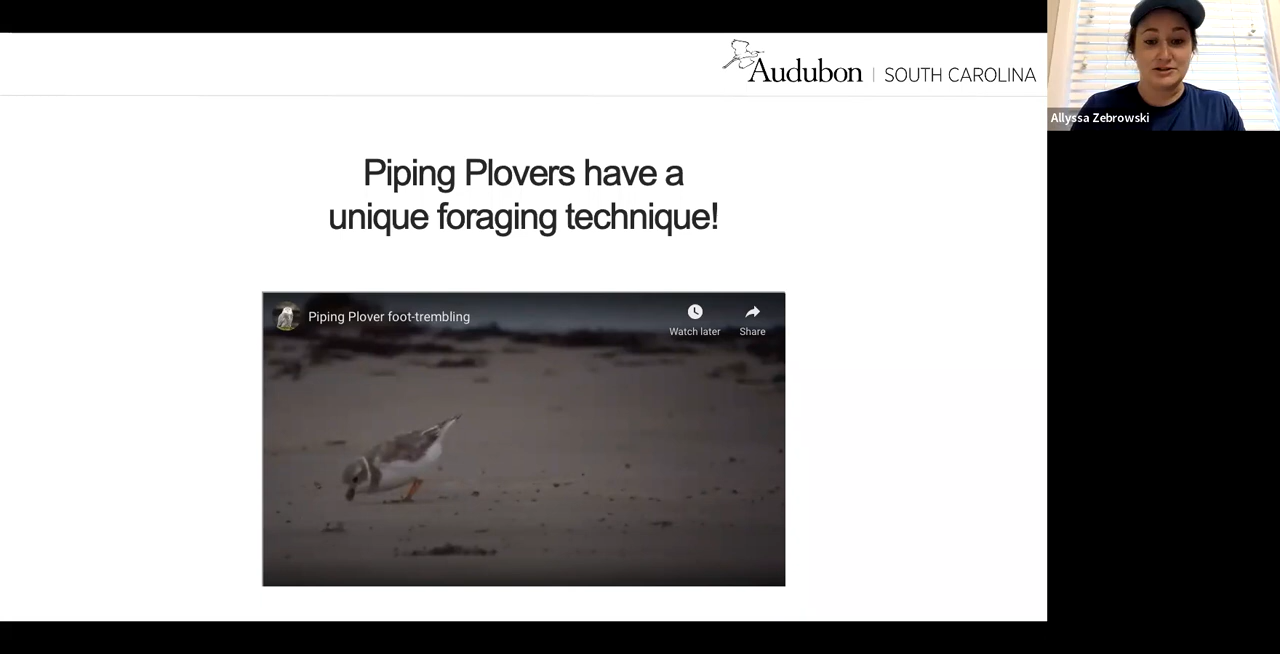 Audubon | SOUTH CAROLINA
Allyssa Zebrowski
Piping Plovers have a
unique foraging technique!
Piping Plover foot-trembling
Watch later
Share